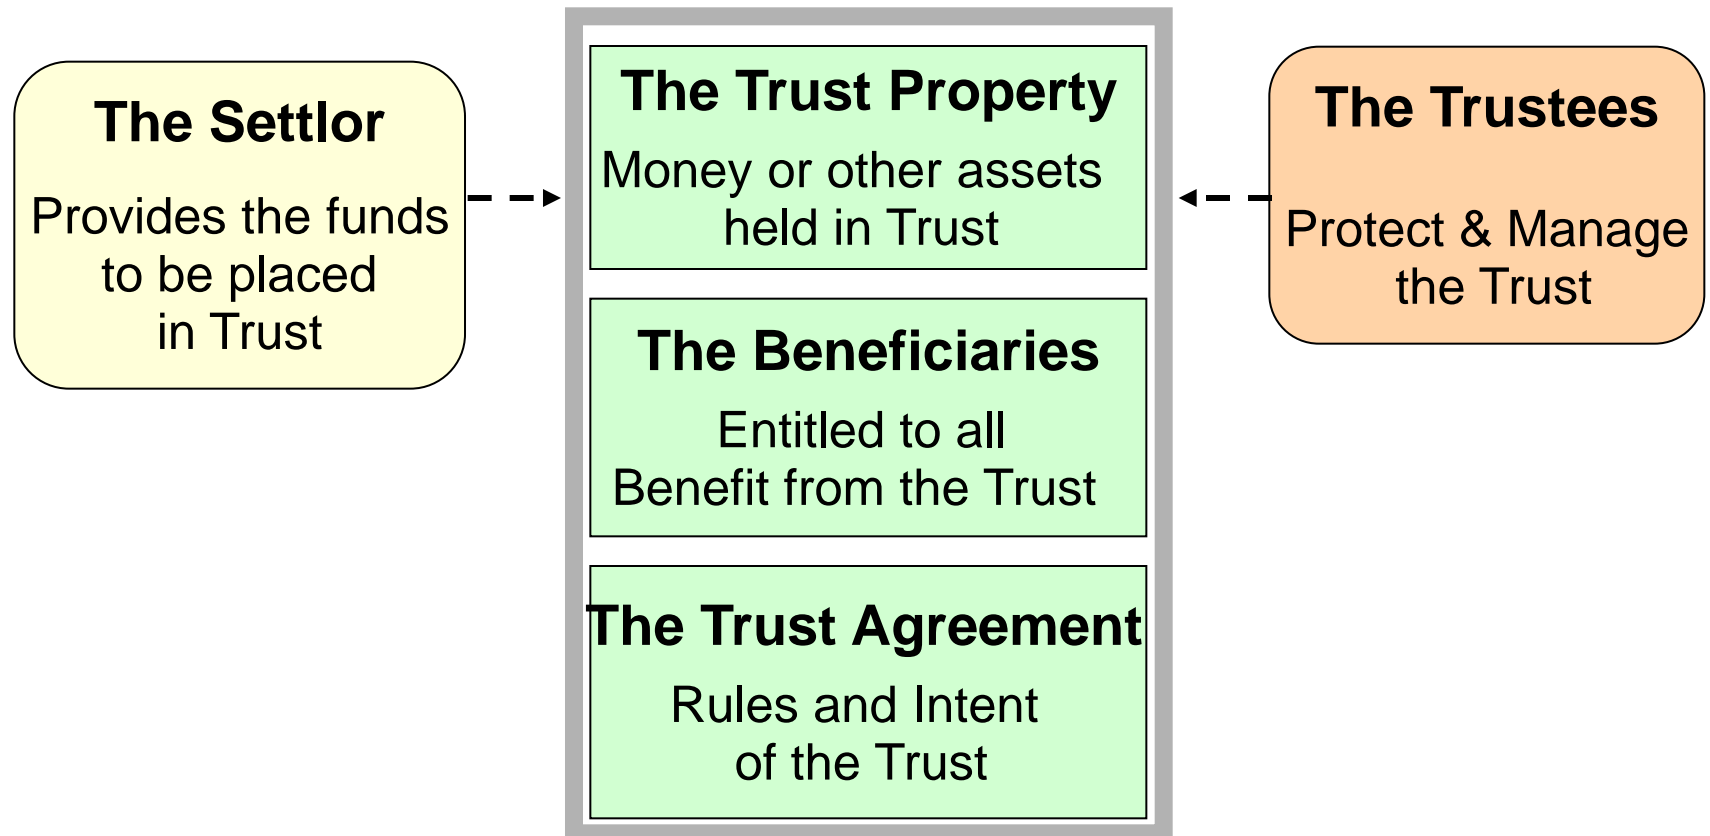 The Settlor
Provides the funds
to be placed
in Trust
The Trust Property
Money or other assets
held in Trust
The Beneficiaries
Entitled to all
Benefit from the Trust
The Trust Agreement
Rules and Intent
of the Trust
The Trustees
Protect & Manage
the Trust